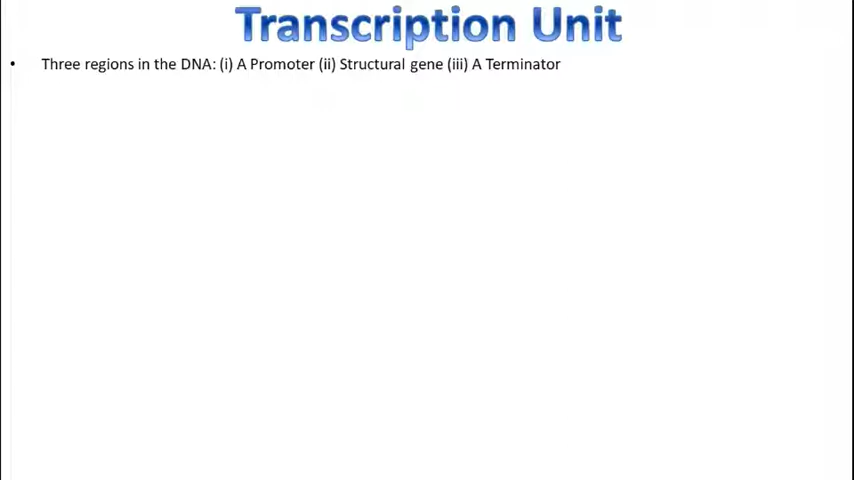 Transcription Unit
• Three regions in the DNA: (i) A Promoter (ii) Structural gene (iii) A Terminator